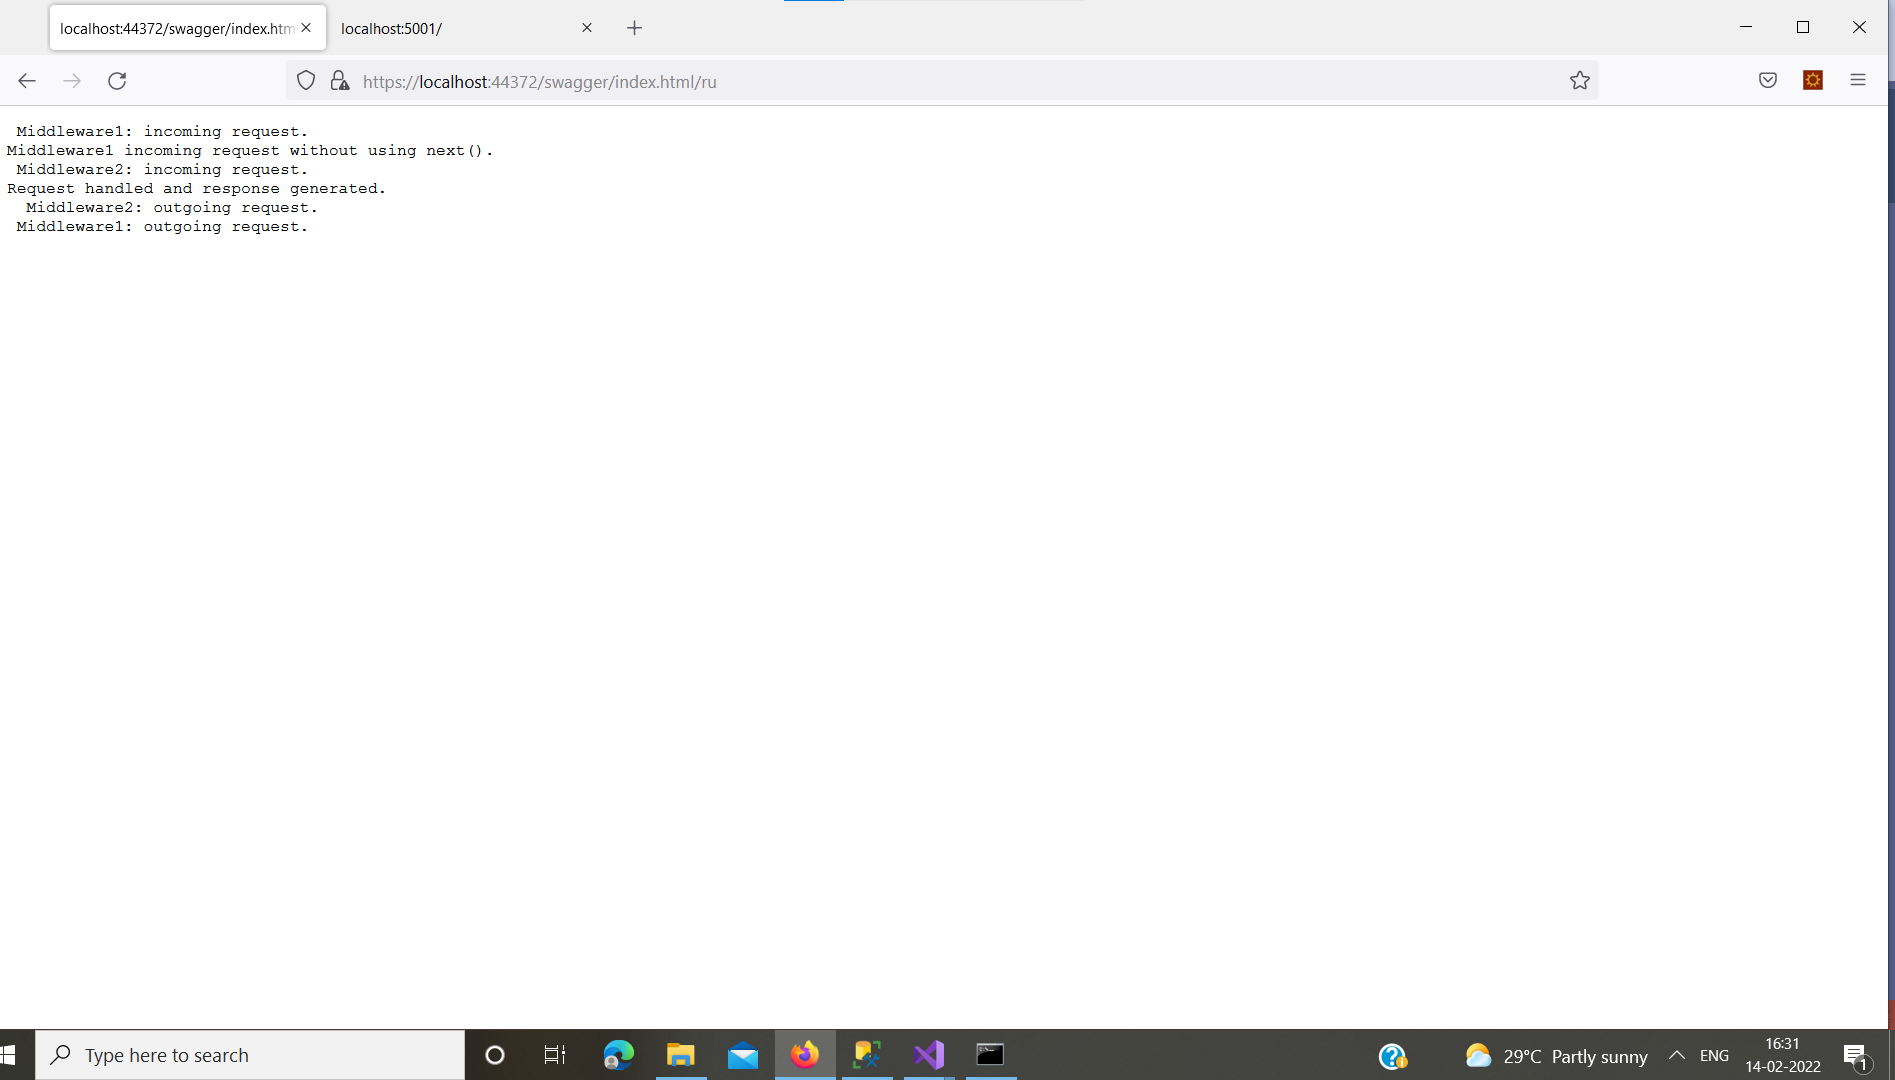 localhost:44372/swagger/index.htm
localhost:5001/
https://localhost:44372/swagger/index.html/ru
Middleware1: incoming request.
Middleware1 incoming request without using next().
Middleware2: incoming request.
Request handled and response generated.
Middleware2: outgoing request.
Middleware1: outgoing request.
Type here to search
29°C Partly sunny
ENG
16:31
14-02-2022
1